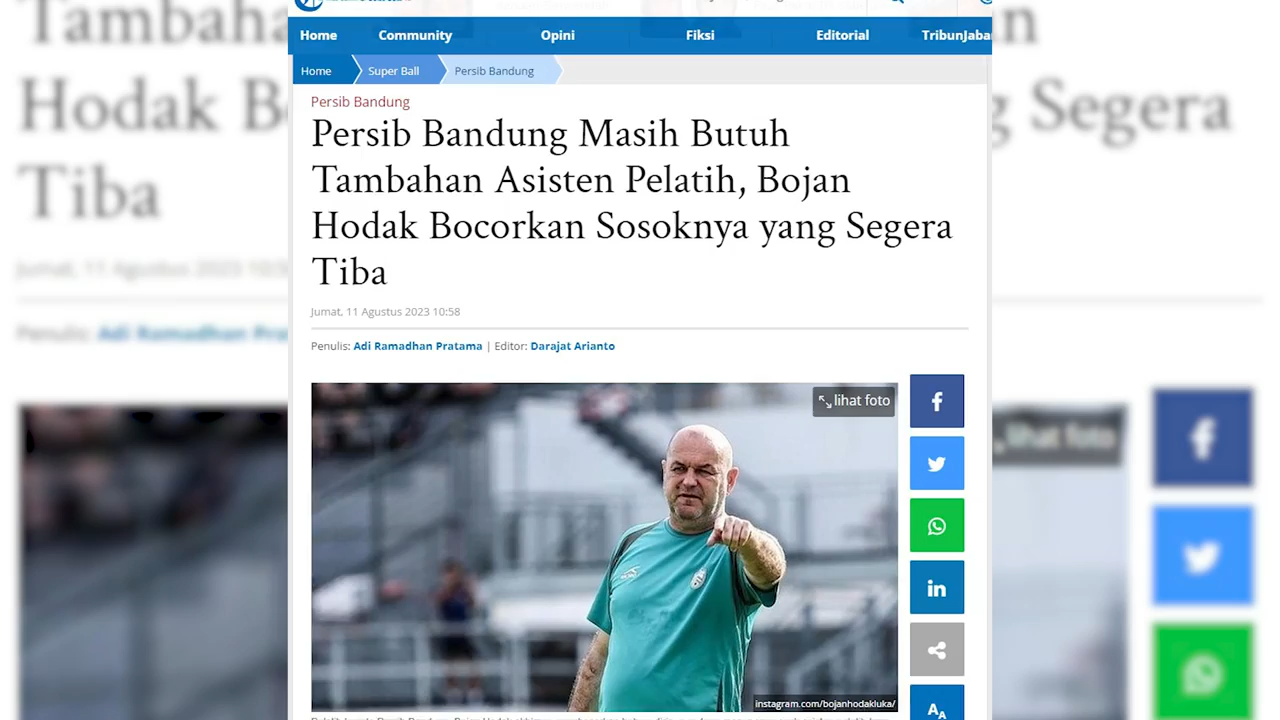 Home Community Opini Fiksi Editorial TribunJabar
Home Super Ball Persib Bandung
Persib Bandung
Persib Bandung Masih Butuh
Tambahan Asisten Pelatih, Bojan
Hodak Bocorkan Sosoknya yang Segera
Tiba
Jumat, 11 Agustus 2023 10:58
Penulis: Adi Ramadhan Pratama | Editor: Darajat Arianto
lihat foto
instagram.com/bojanhodakluka/
AA